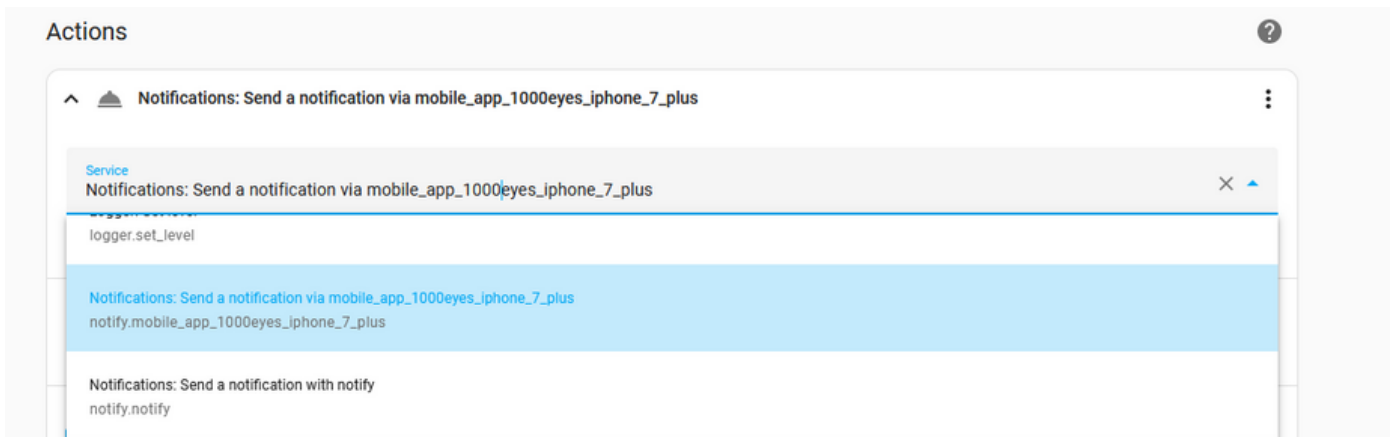 Actions
Notifications: Send a notification via mobile_app_1000eyes_iphone_7_plus
Service
Notifications: Send a notification via mobile_app_1000eyes_iphone_7_plus
logger.set_level
Notifications: Send a notification via mobile_app_1000eyes_iphone_7_plus
notify.mobile_app_1000eyes_iphone_7_plus
Notifications: Send a notification with notify
notify.notify